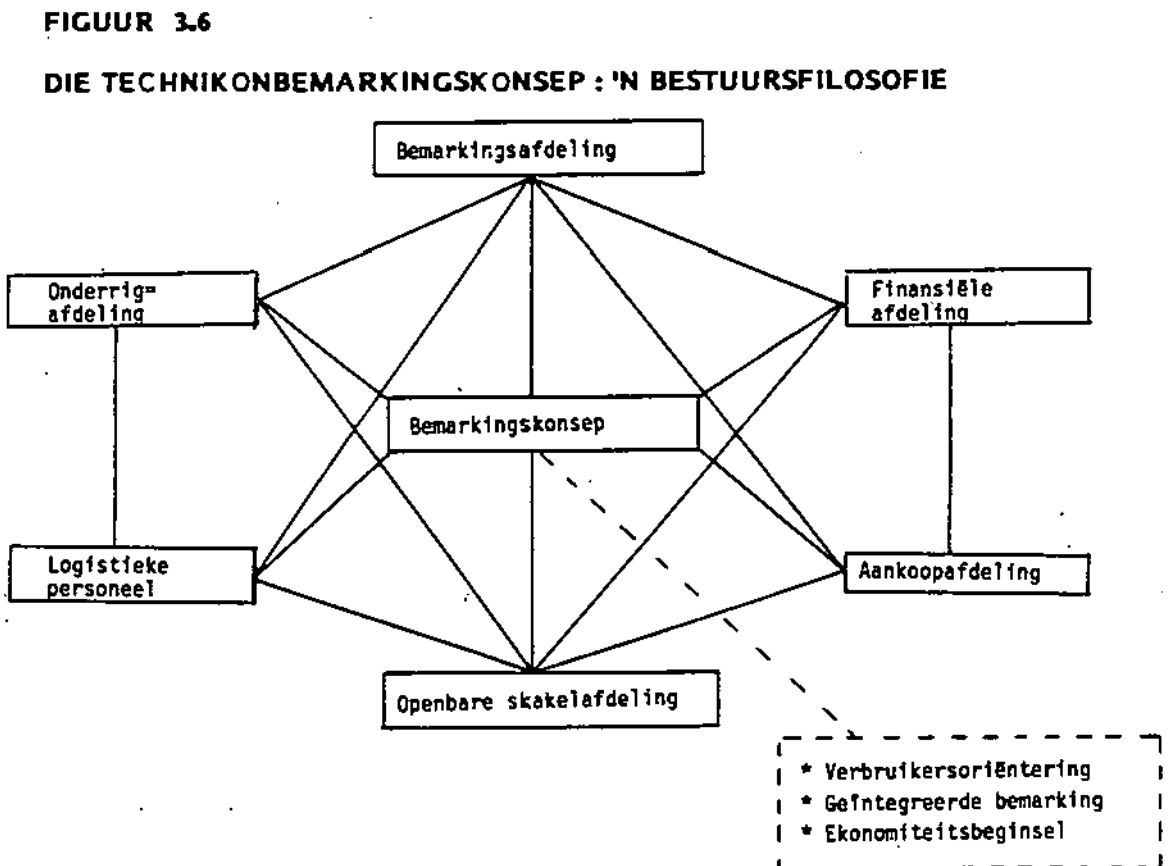 FIGUUR 3.6
DIE TECHNIKONBEMARKINGSKONSEP : 'N BESTUURSFILOSOFIE
Bemarkingsafdeling
Onderrig=
afdeling
Finansiële
afdeling
Bemarkingskonsep
Logistieke
personeel
Aankoopafdeling
Openbare skakelafdeling
* Verbruikersoriëntering
* Geïntegreerde bemarking
* Ekonomiteitsbeginsel